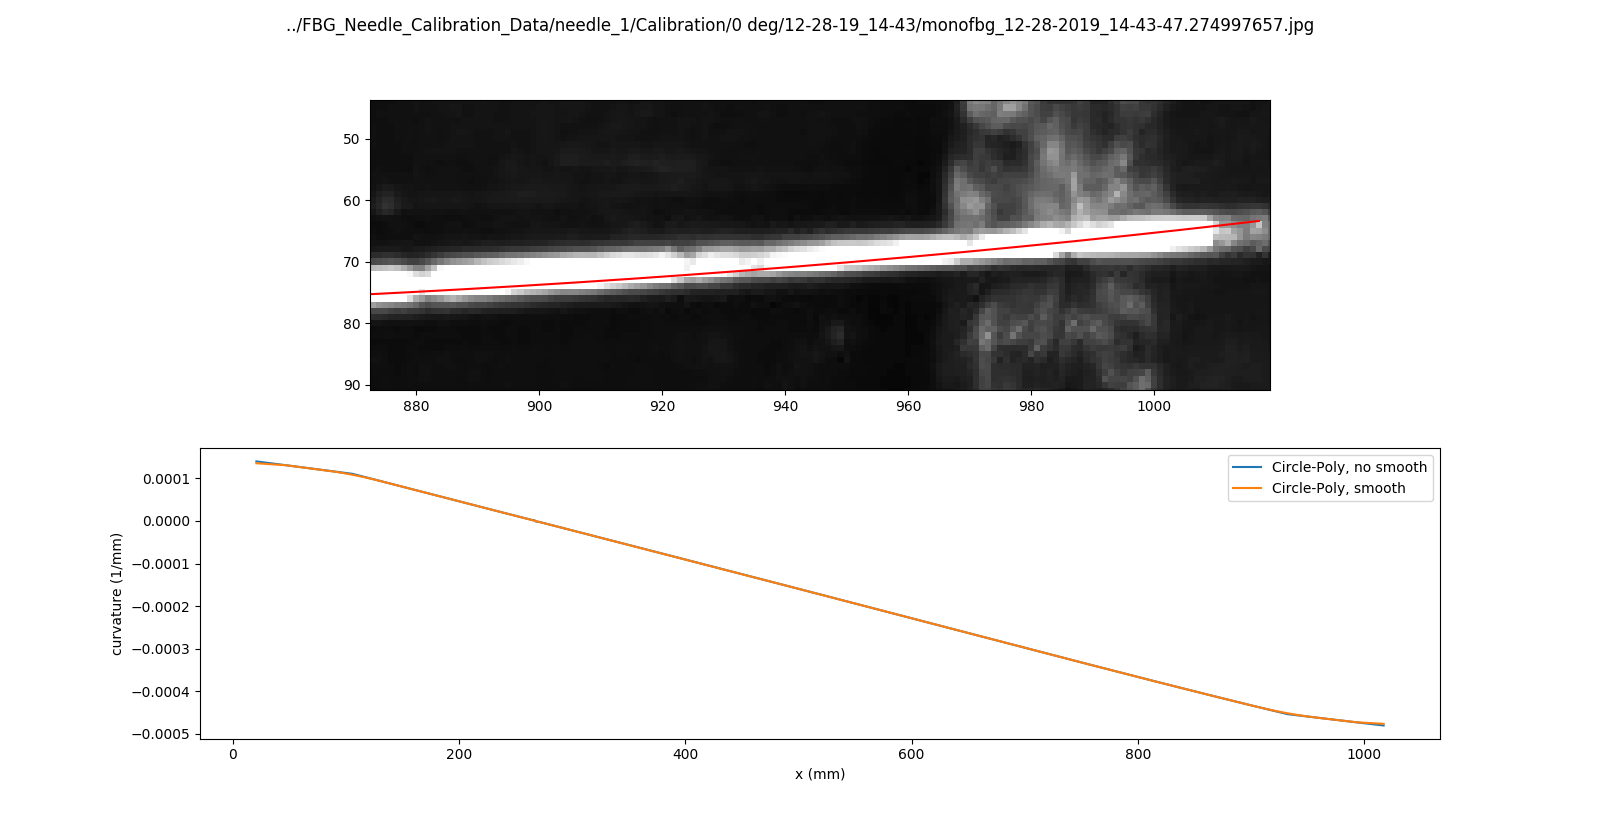 ../FBG_Needle_Calibration_Data/needle_1/Calibration/0 deg/12-28-19_14-43/monofbg_12-28-2019_14-43-47.274997657.jpg
50
60
70
80
90
880 900 920 940 960 980 1000
Circle-Poly, no smooth
Circle-Poly, smooth
0.0001
0.0000
−0.0001
−0.0002
−0.0003
−0.0004
−0.0005
curvature (1/mm)
0 200 400 600 800 1000
x (mm)